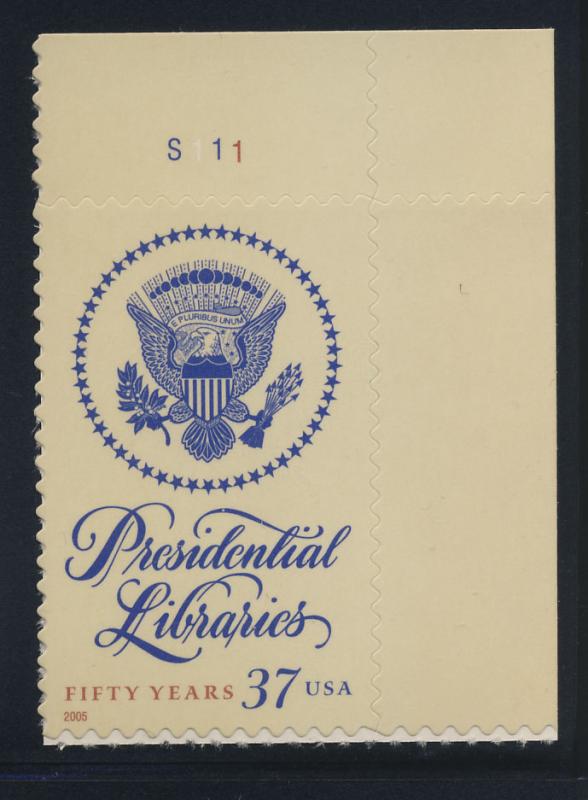 S111
E PLURIBUS UNUM
Presidential
Libraries
FIFTY YEARS 37 USA
2005